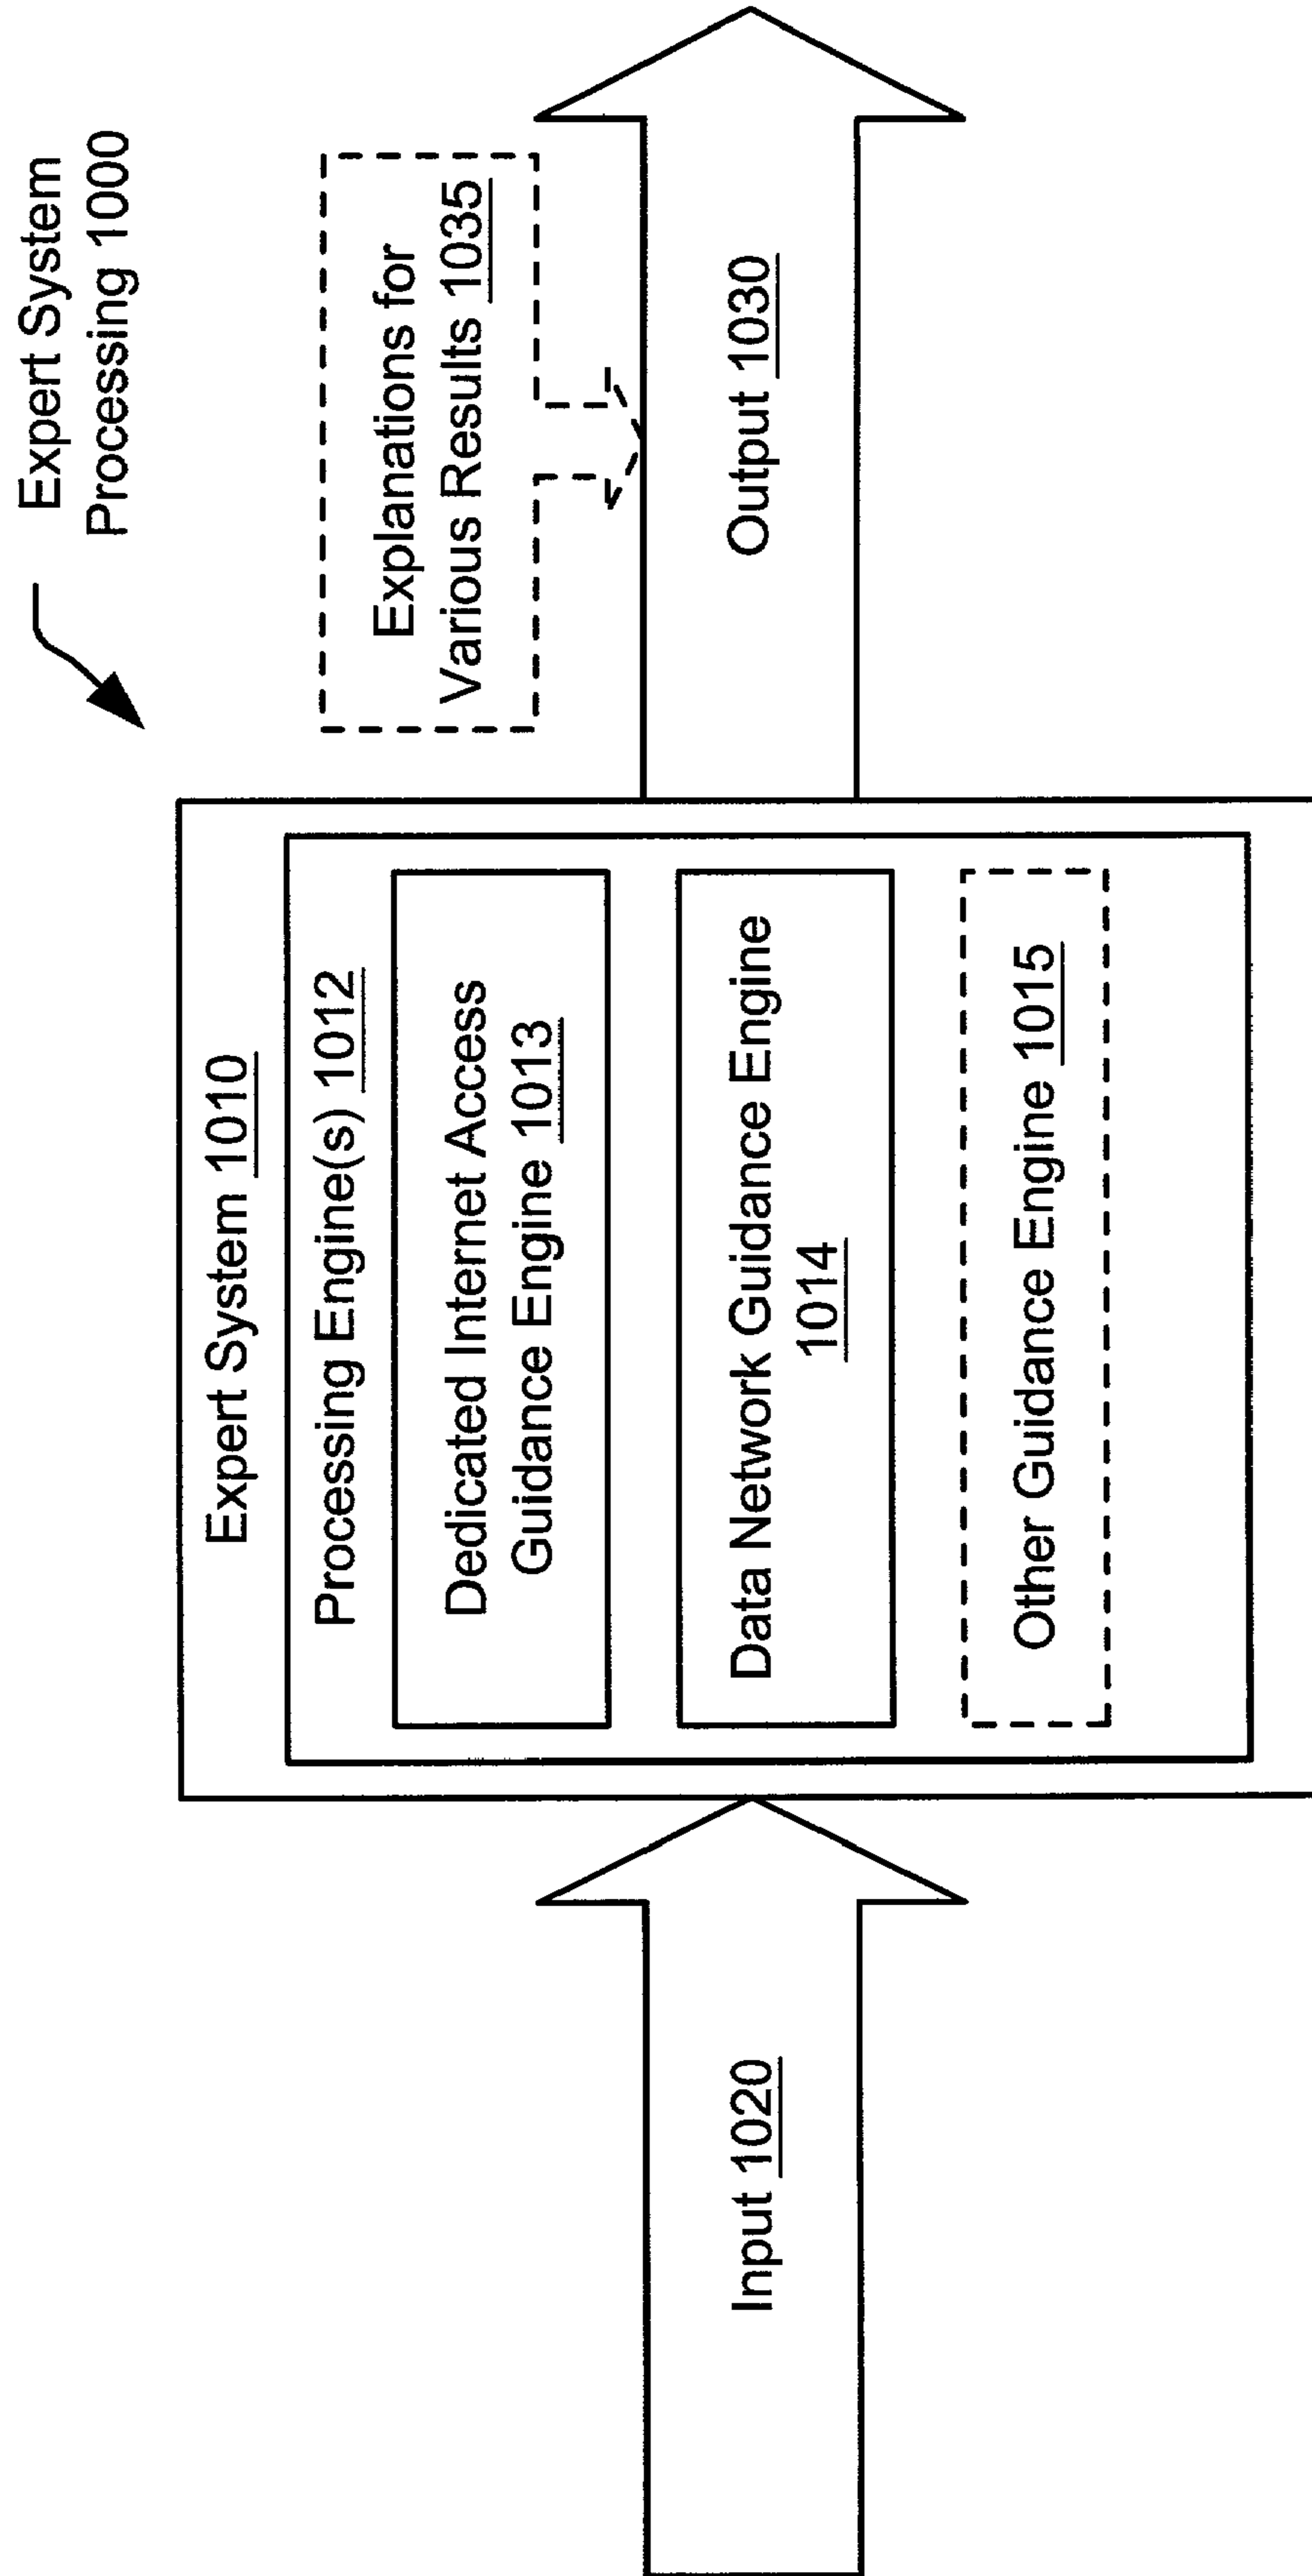 Expert System
Processing 1000
Expert System 1010
Processing Engine(s) 1012
Dedicated Internet Access
Guidance Engine 1013
Data Network Guidance Engine
1014
Other Guidance Engine 1015
Input 1020
Explanations for
Various Results 1035
Output 1030